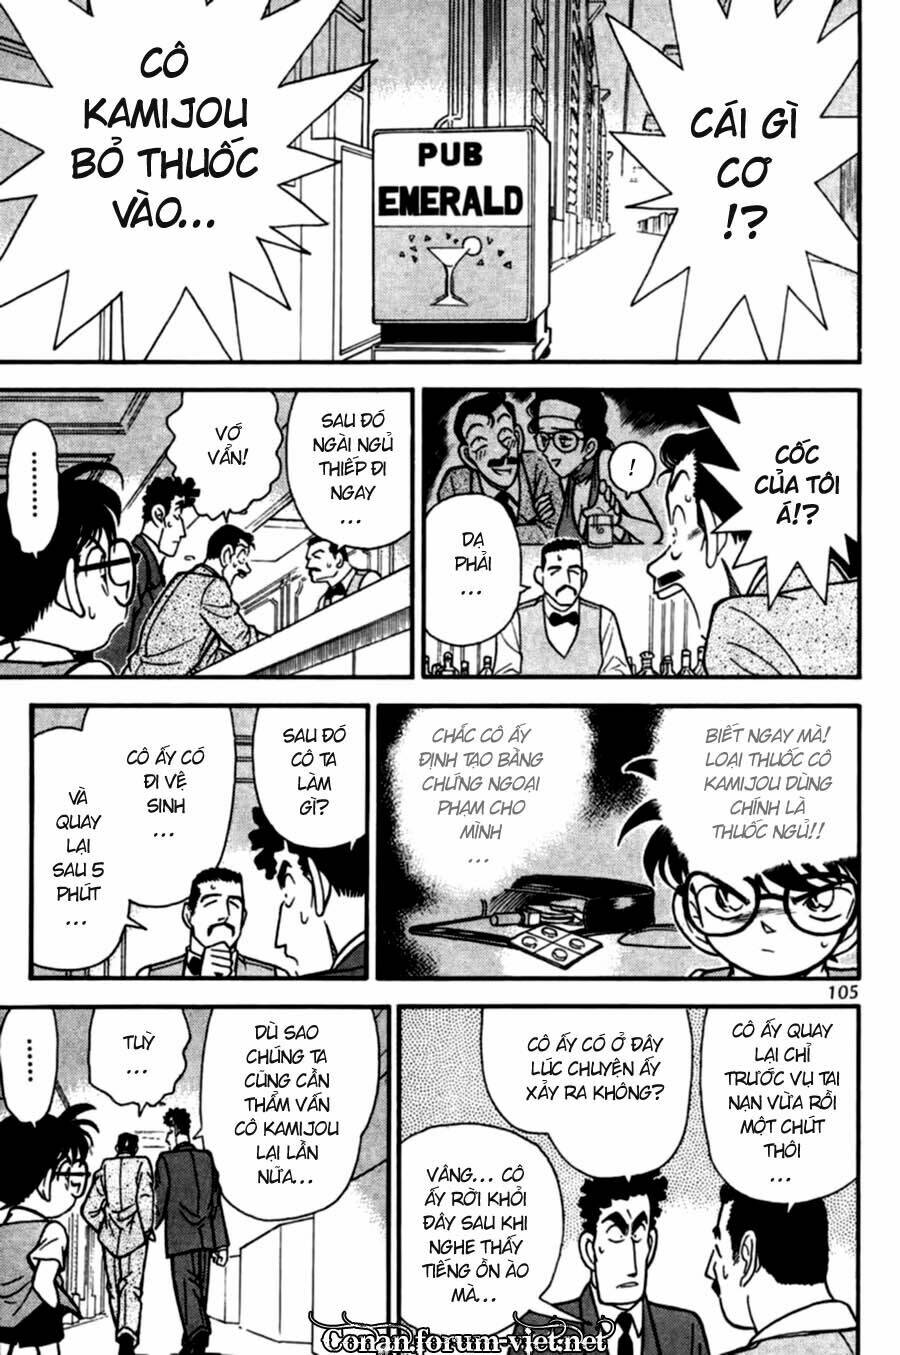 CÁI GÌ
CƠ
!?
CÔ
KAMIJOU
BỎ THUỐC
VÀO...
PUB
EMERALD
CỐC
CỦA TÔI
Á!?
!
DẠ
PHẢI
...
SAU ĐÓ
NGÀI NGỦ
THIẾP ĐI
NGAY
...
VỚ
VẨN!
........
BIẾT NGAY MÀ!
LOẠI THUỐC CÔ
KAMIJOU DÙNG
CHÍNH LÀ
THUỐC NGỦ!!
CHẮC CÔ ẤY
ĐỊNH TẠO BẰNG
CHỨNG NGOẠI
PHẠM CHO
MÌNH
...
SAU ĐÓ
CÔ TA
LÀM
GÌ?
CÔ ẤY CÓ
ĐI VỆ
SINH
...
VÀ
QUAY
LẠI
SAU 5
PHÚT
...
105
CÔ ẤY QUAY
LẠI CHỈ
TRƯỚC VỤ TAI
NẠN VỪA RỒI
MỘT CHÚT
THÔI
...
CÔ ẤY CÓ Ở ĐÂY
LÚC CHUYỆN ẤY
XẢY RA KHÔNG?
VÂNG... CÔ
ẤY RỜI KHỎI
ĐÂY SAU KHI
NGHE THẤY
TIẾNG ỒN ÀO
MÀ...
DÙ SAO
CHÚNG TA
CŨNG CẦN
THẨM VẤN
CÔ KAMIJOU
LẠI LẦN
NỮA...
TUỲ
...
........
Conan.forum-viet.net